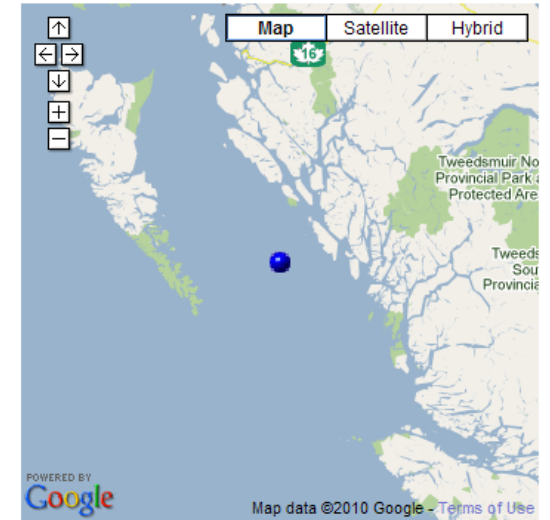 Map Satellite Hybrid
16
Tweedsmuir No
Provincial Park a
Protected Are
Tweeds
Sou
Provincia
POWERED BY
Google
Map data ©2010 Google - Terms of Use